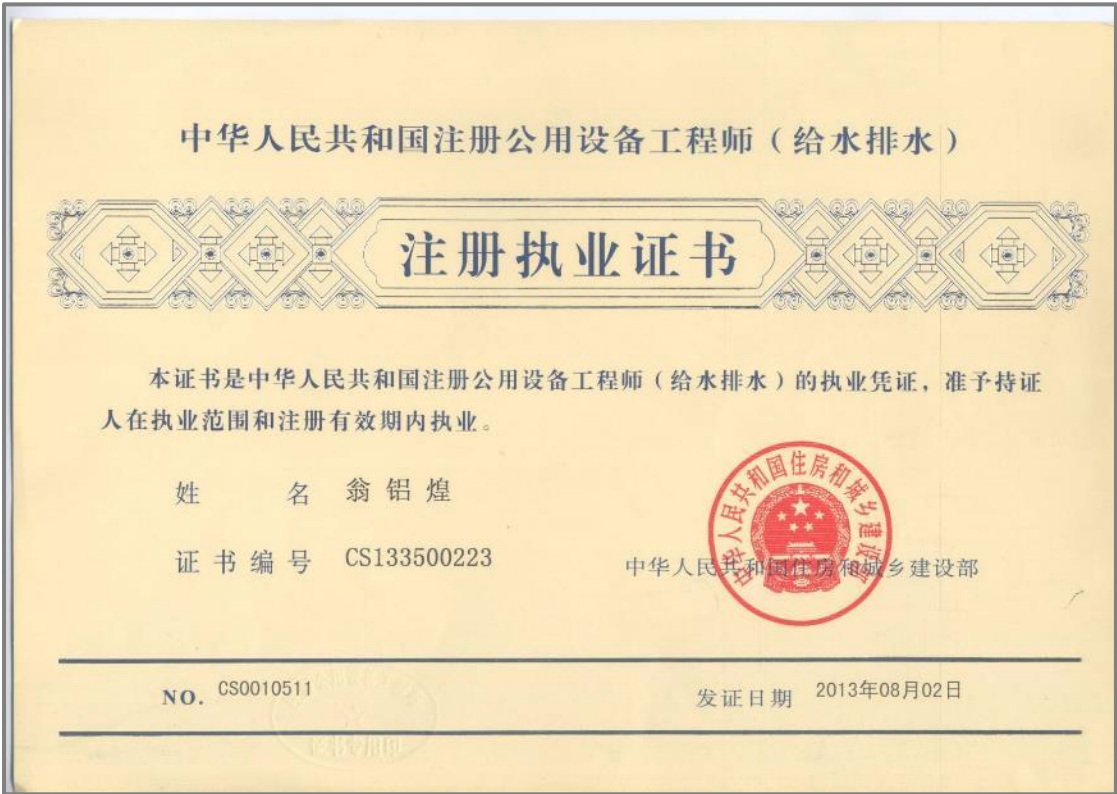 中华人民共和国注册公用设备工程师（给水排水）
注册执业证书
本证书是中华人民共和国注册公用设备工程师（给水排水）的执业凭证，准予持证
人在执业范围和注册有效期内执业。
姓 名 翁铝煌
证书编号 CS133500223
中华人民共和国住房和城乡建设部
中华人民共和国住房和城乡建设部
NO. CS0010511
发证日期 2013年08月02日